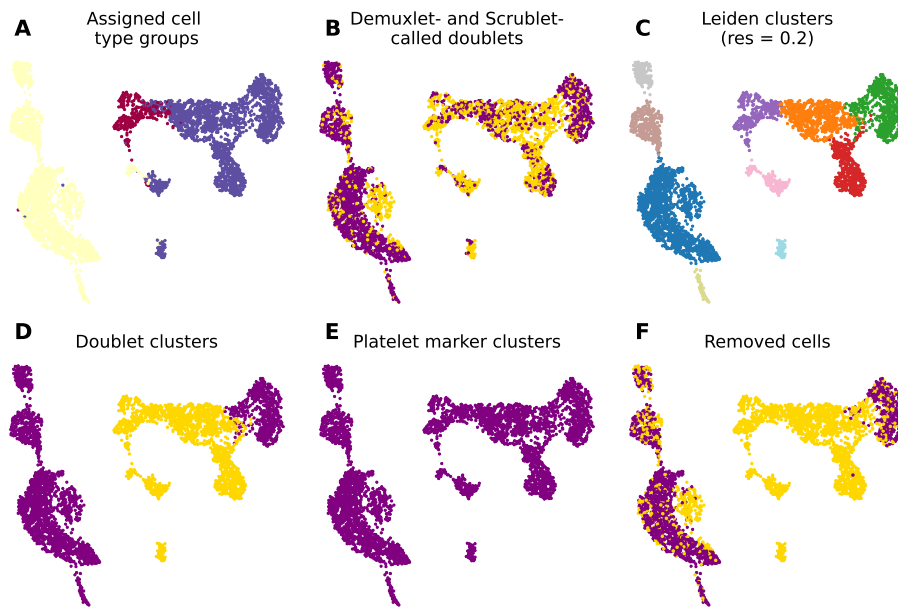 A
Assigned cell
type groups
B
Demuxlet- and Scrublet-
called doublets
C
Leiden clusters
(res = 0.2)
D
Doublet clusters
E
Platelet marker clusters
F
Removed cells